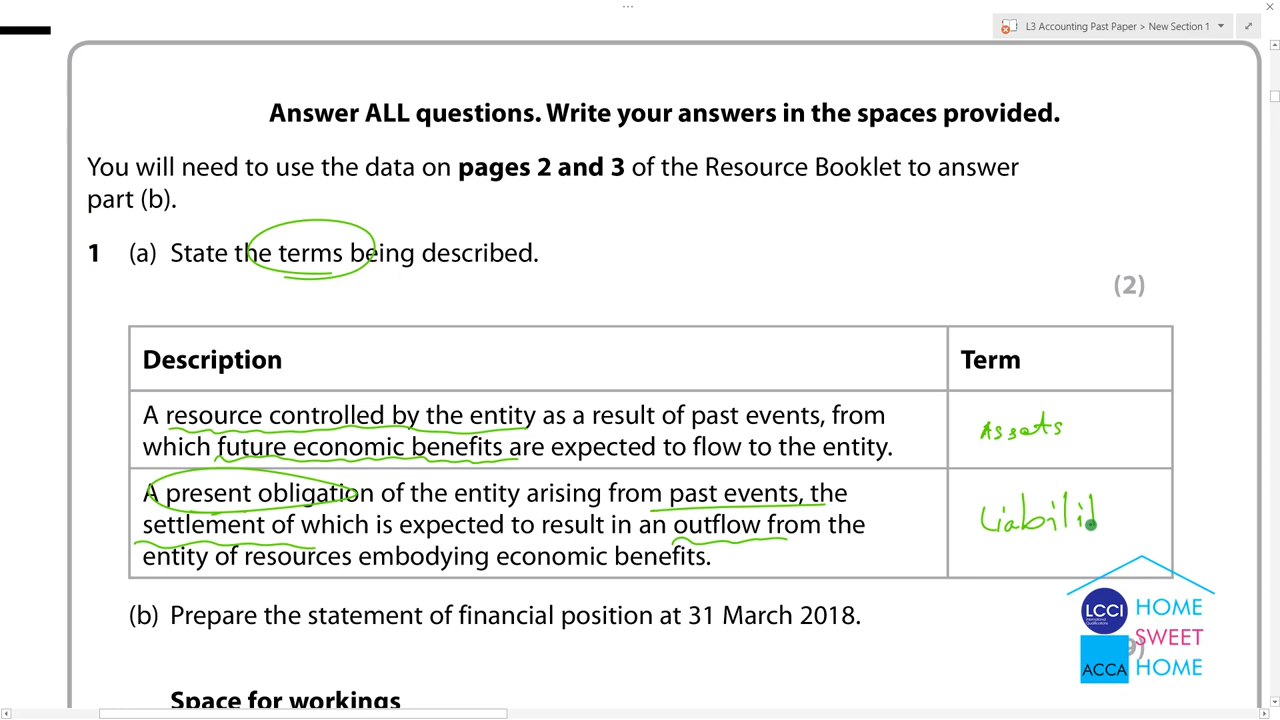 L3 Accounting Past Paper > New Section 1
Answer ALL questions. Write your answers in the spaces provided.
You will need to use the data on pages 2 and 3 of the Resource Booklet to answer
part (b).
1 (a) State the terms being described.
(2)
Description Term
A resource controlled by the entity as a result of past events, from
which future economic benefits are expected to flow to the entity.
Assets
A present obligation of the entity arising from past events, the
settlement of which is expected to result in an outflow from the
entity of resources embodying economic benefits.
Liabilit
(b) Prepare the statement of financial position at 31 March 2018.
9)
LCCI
HOME
SWEET
HOME
ACCA
Space for workings